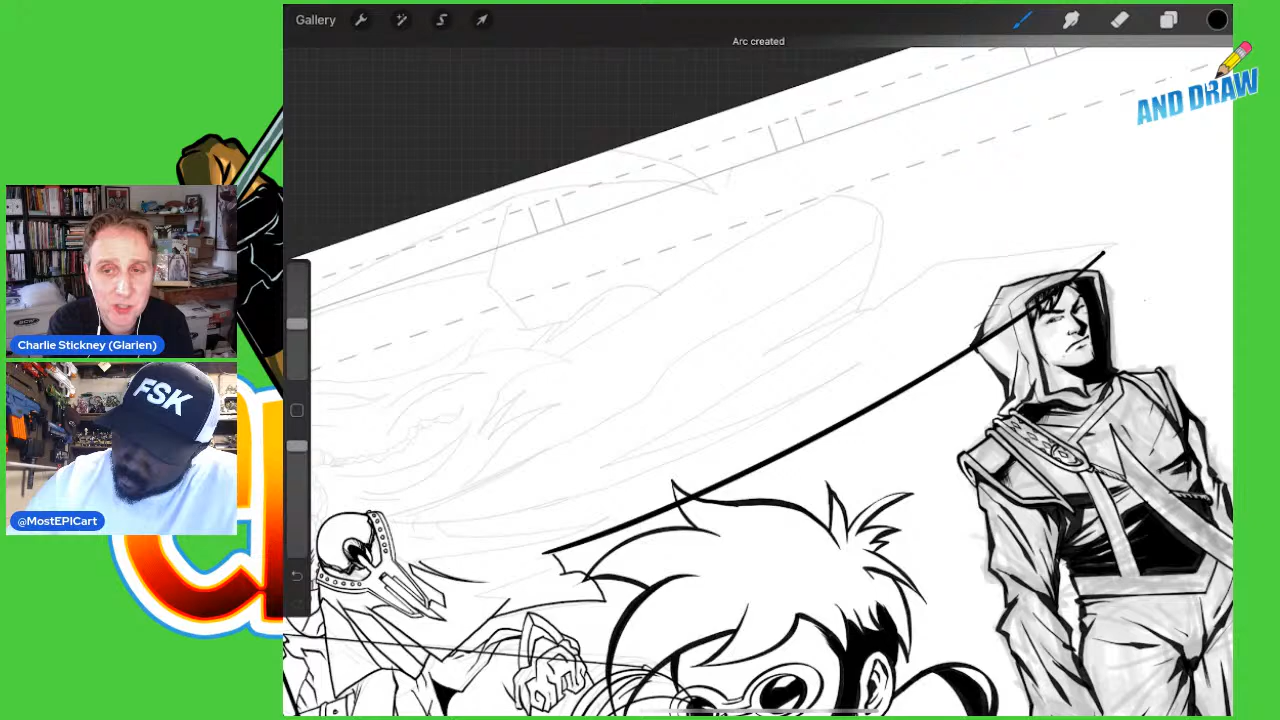 Gallery
Arc created
AND DRAW
Charlie Stickney (Glarien)
FSK
@MostEPICart